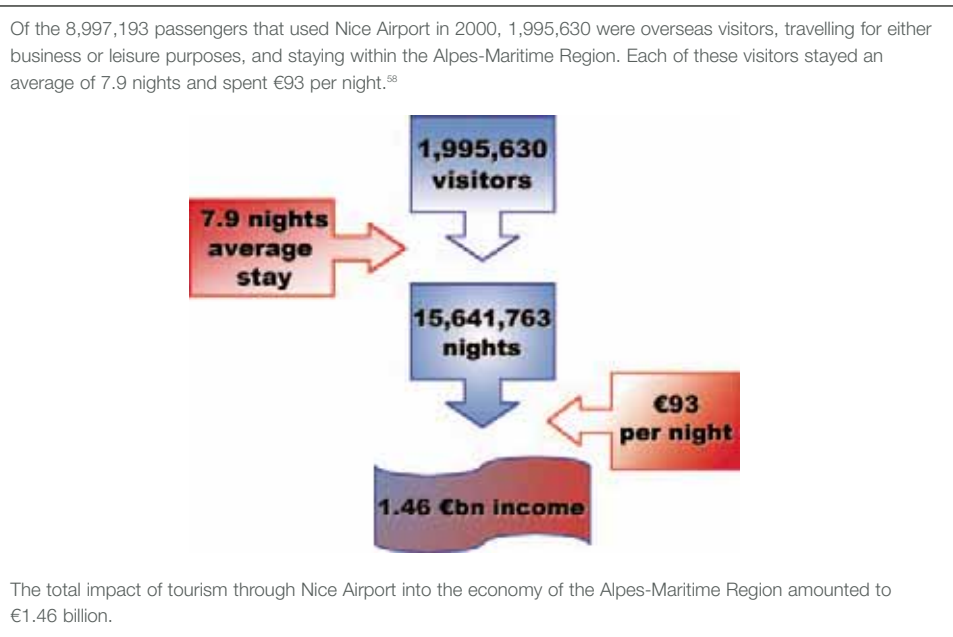 Of the 8,997,193 passengers that used Nice Airport in 2000, 1,995,630 were overseas visitors, travelling for either
business or leisure purposes, and staying within the Alpes-Maritime Region. Each of these visitors stayed an
average of 7.9 nights and spent €93 per night.58
1,995,630
visitors
7.9 nights
average
stay
15,641,763
nights
€93
per night
1.46 €bn income
The total impact of tourism through Nice Airport into the economy of the Alpes-Maritime Region amounted to
€1.46 billion.